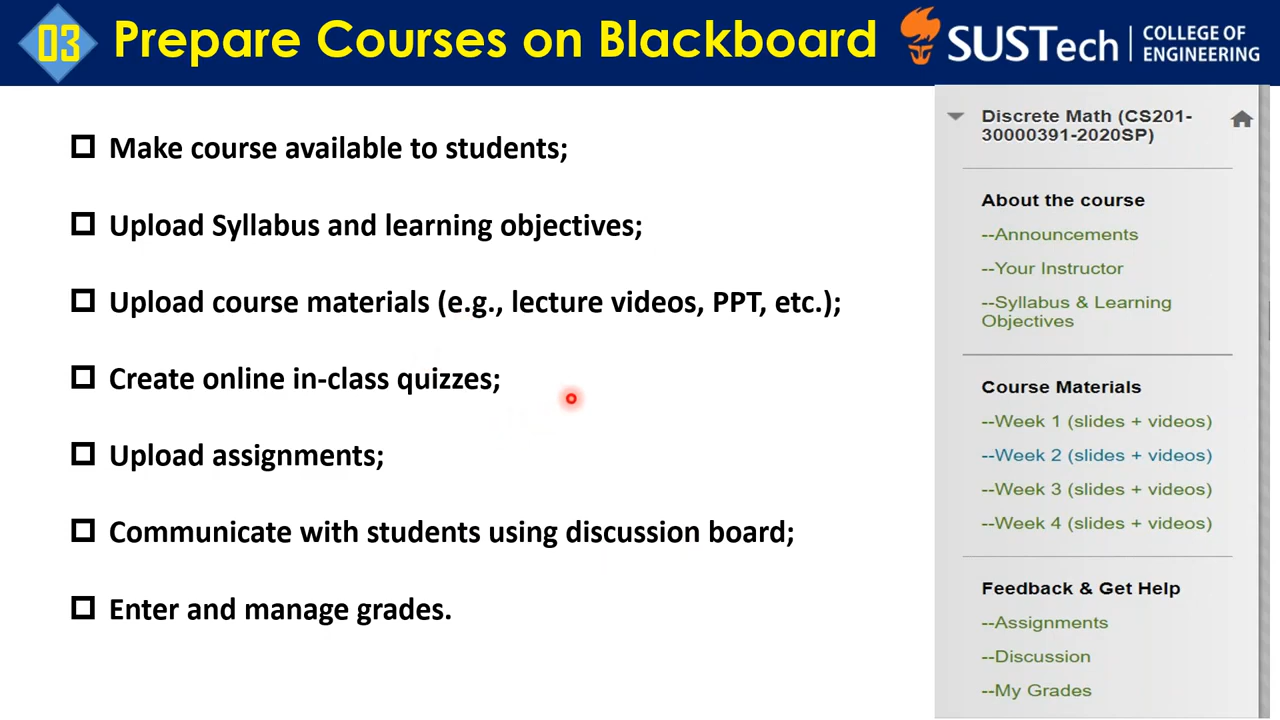 03 Prepare Courses on Blackboard
SUSTech COLLEGE OF
ENGINEERING
Make course available to students;
Upload Syllabus and learning objectives;
Upload course materials (e.g., lecture videos, PPT, etc.);
Create online in-class quizzes;
Upload assignments;
Communicate with students using discussion board;
Enter and manage grades.
Discrete Math (CS201-
30000391-2020SP)
About the course
--Announcements
--Your Instructor
--Syllabus & Learning
Objectives
Course Materials
--Week 1 (slides + videos)
--Week 2 (slides + videos)
--Week 3 (slides + videos)
--Week 4 (slides + videos)
Feedback & Get Help
--Assignments
--Discussion
--My Grades